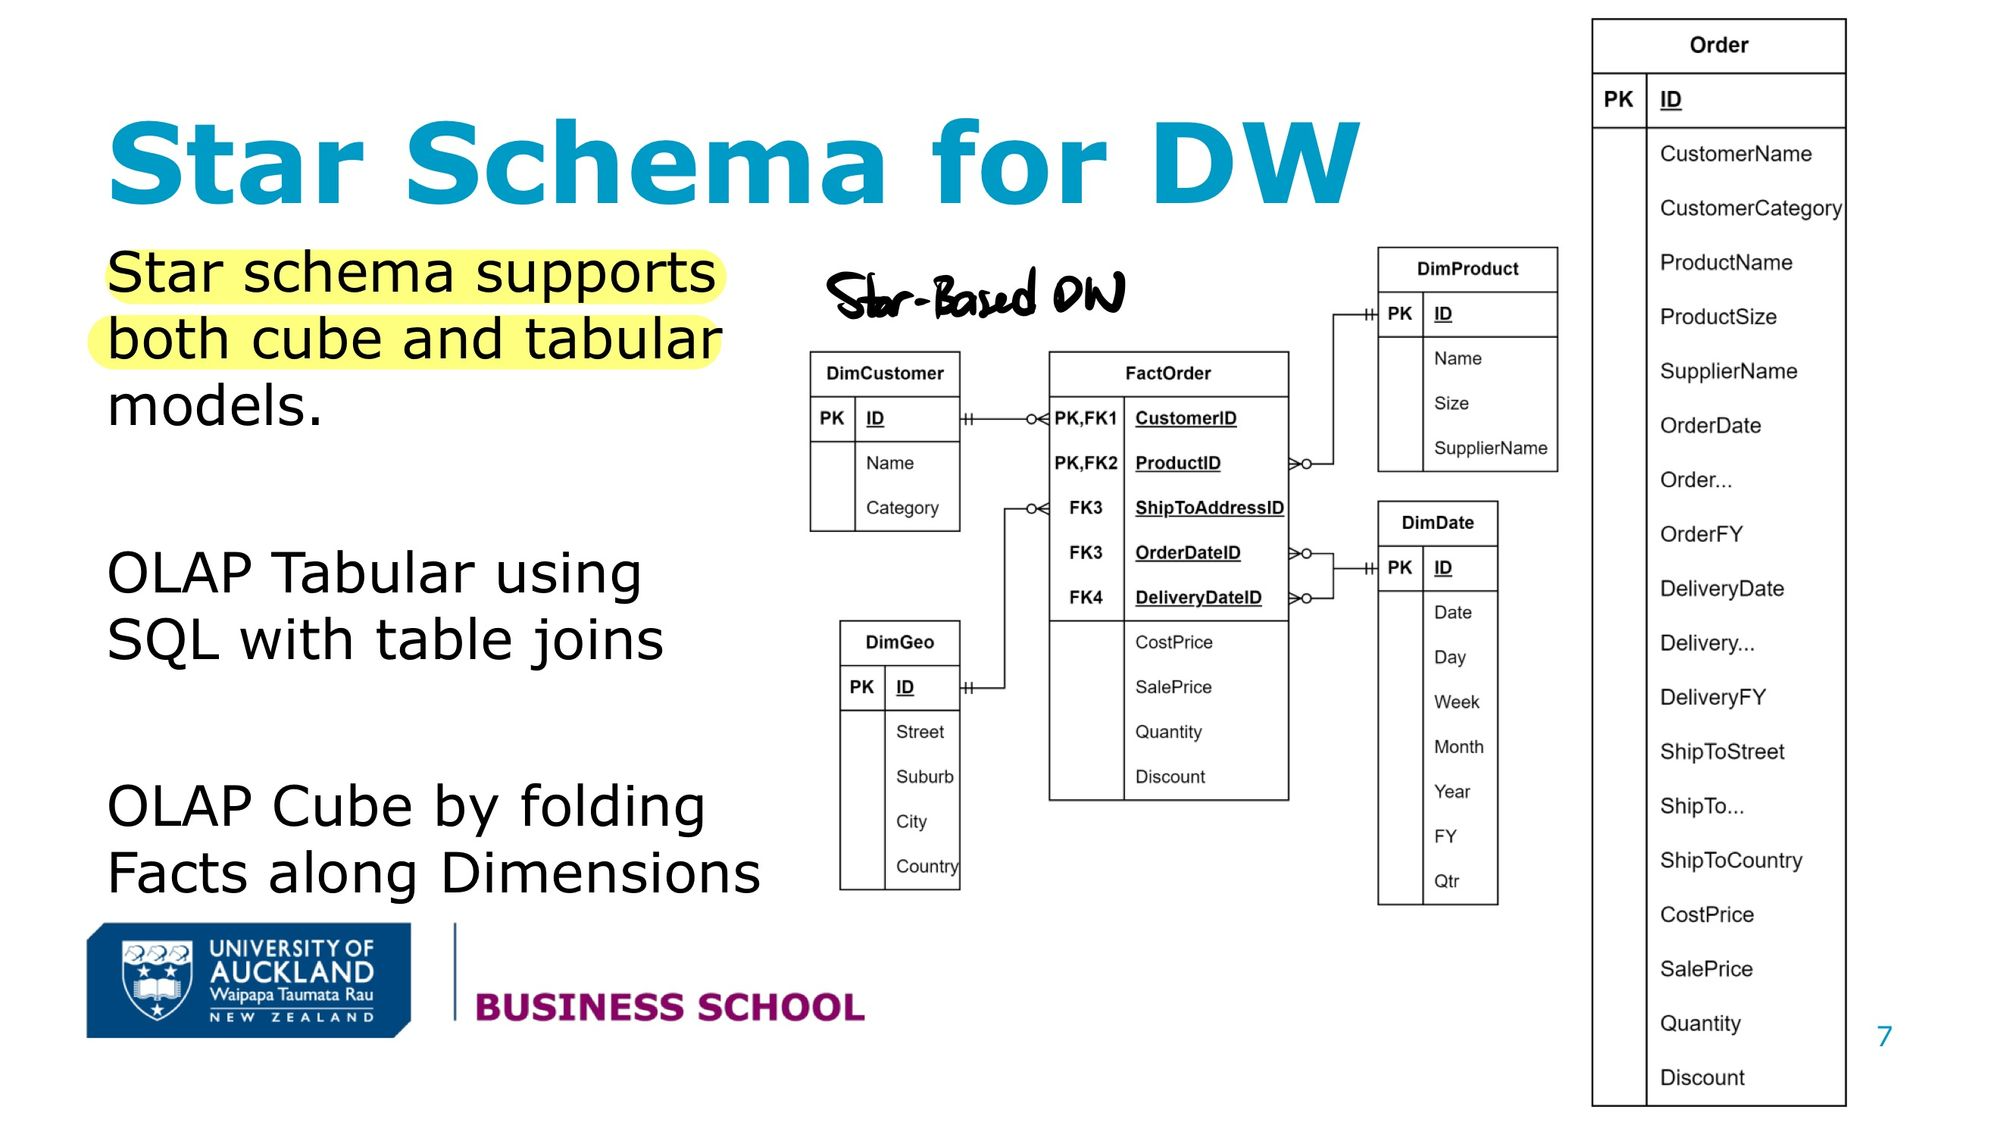 Star Schema for DW
Star schema supports
both cube and tabular
models.
OLAP Tabular using
SQL with table joins
OLAP Cube by folding
Facts along Dimensions
Star-Based DW
DimCustomer
PK ID
Name
Category
DimGeo
PK ID
Street
Suburb
City
Country
FactOrder
PK,FK1 CustomerID
PK,FK2 ProductID
FK3 ShipToAddressID
FK3 OrderDateID
FK4 DeliveryDateID
CostPrice
SalePrice
Quantity
Discount
DimProduct
PK ID
Name
Size
SupplierName
DimDate
PK ID
Date
Day
Week
Month
Year
FY
Qtr
Order
PK ID
CustomerName
CustomerCategory
ProductName
ProductSize
SupplierName
OrderDate
Order...
OrderFY
DeliveryDate
Delivery...
DeliveryFY
ShipToStreet
ShipTo...
ShipToCountry
CostPrice
SalePrice
Quantity
Discount
UNIVERSITY OF
AUCKLAND
Waipapa Taumata Rau
NEW ZEALAND
BUSINESS SCHOOL
7